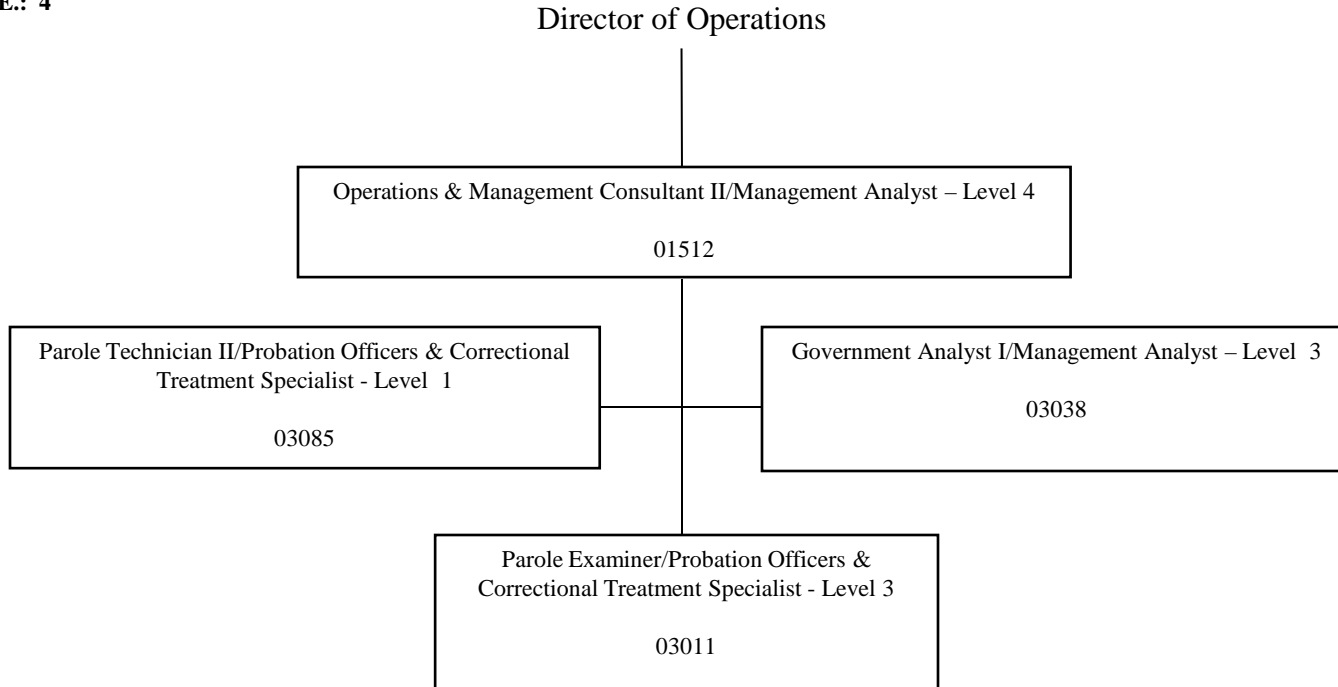 E.: 4
Director of Operations
Operations & Management Consultant II/Management Analyst – Level 4
01512
Parole Technician II/Probation Officers & Correctional
Treatment Specialist - Level 1
03085
Government Analyst I/Management Analyst – Level 3
03038
Parole Examiner/Probation Officers &
Correctional Treatment Specialist - Level 3
03011